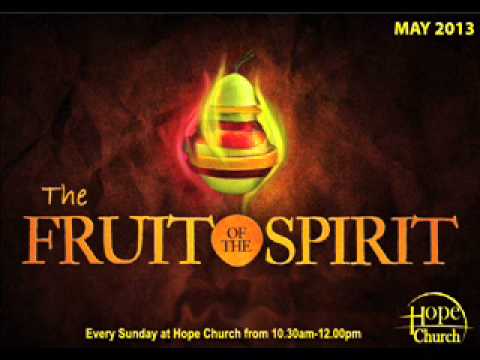 MAY 2013
The
FRUIT OF THE SPIRIT
Every Sunday at Hope Church from 10.30am-12.00pm
Hope
Church